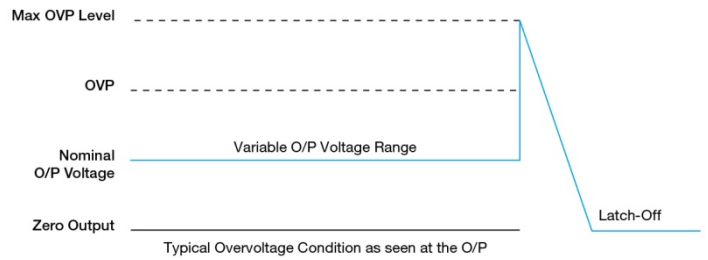 Max OVP Level
OVP
Variable O/P Voltage Range
Nominal
O/P Voltage
Latch-Off
Zero Output
Typical Overvoltage Condition as seen at the O/P